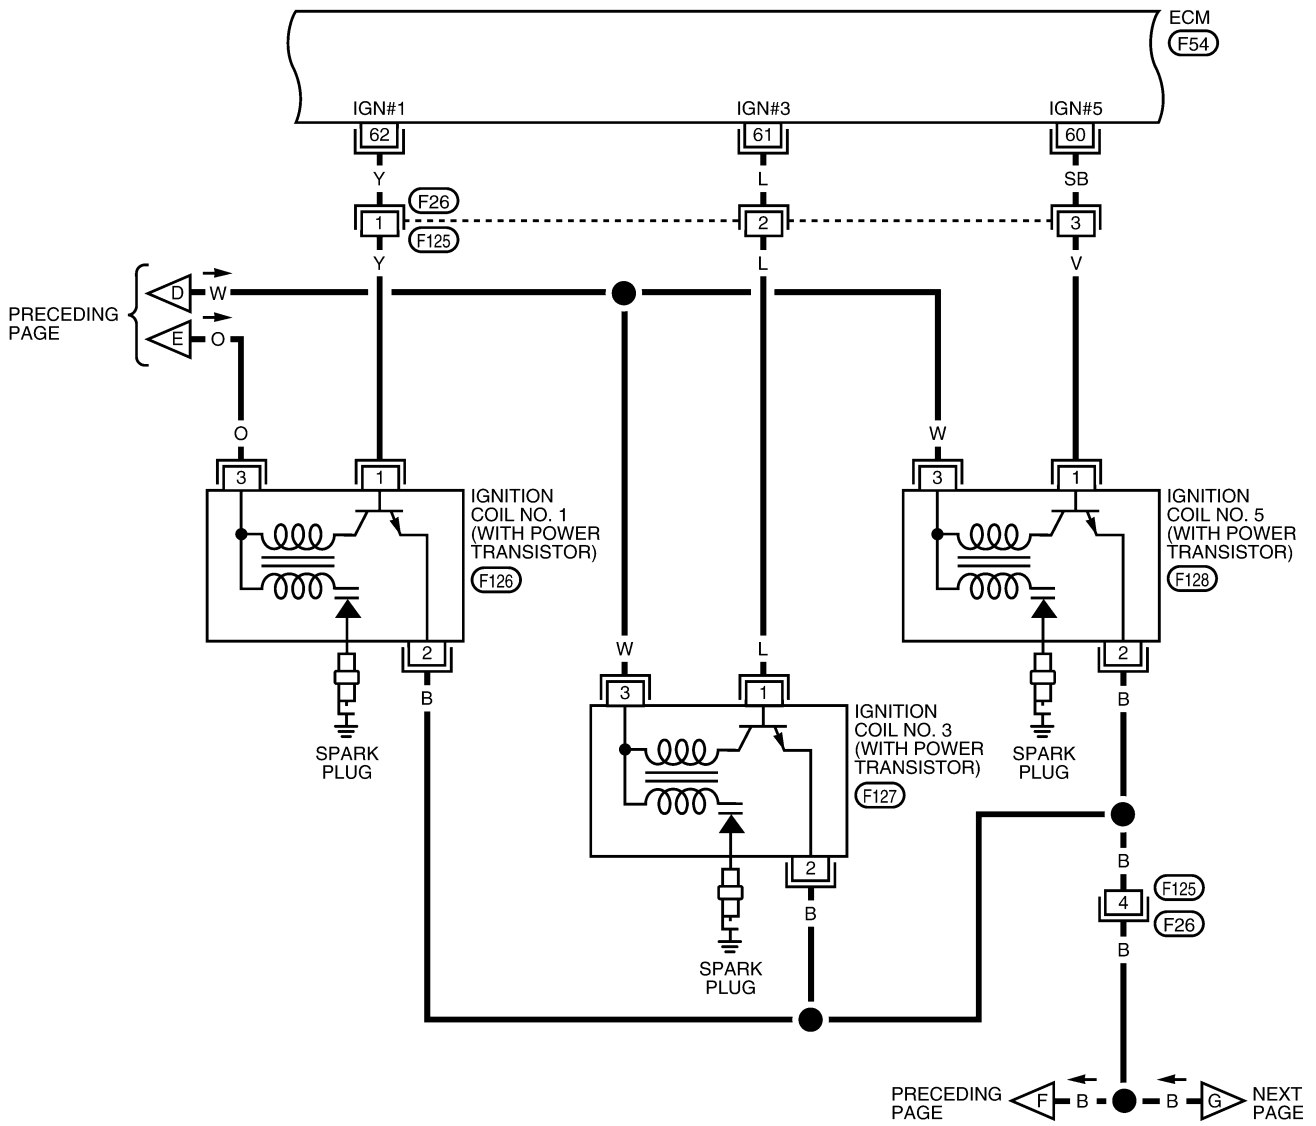 ECM
F54
IGN#1
IGN#3
IGN#5
62
61
60
Y
L
SB
F26
1
2
3
F125
Y
L
V
PRECEDING
PAGE
D
W
E
O
O
W
3
1
3
1
IGNITION
COIL NO. 1
(WITH POWER
TRANSISTOR)
F126
IGNITION
COIL NO. 5
(WITH POWER
TRANSISTOR)
F128
2
B
SPARK
PLUG
W
L
3
1
IGNITION
COIL NO. 3
(WITH POWER
TRANSISTOR)
F127
2
B
SPARK
PLUG
2
B
SPARK
PLUG
B
F125
4
F26
B
PRECEDING
PAGE
F
B
B
G
NEXT
PAGE